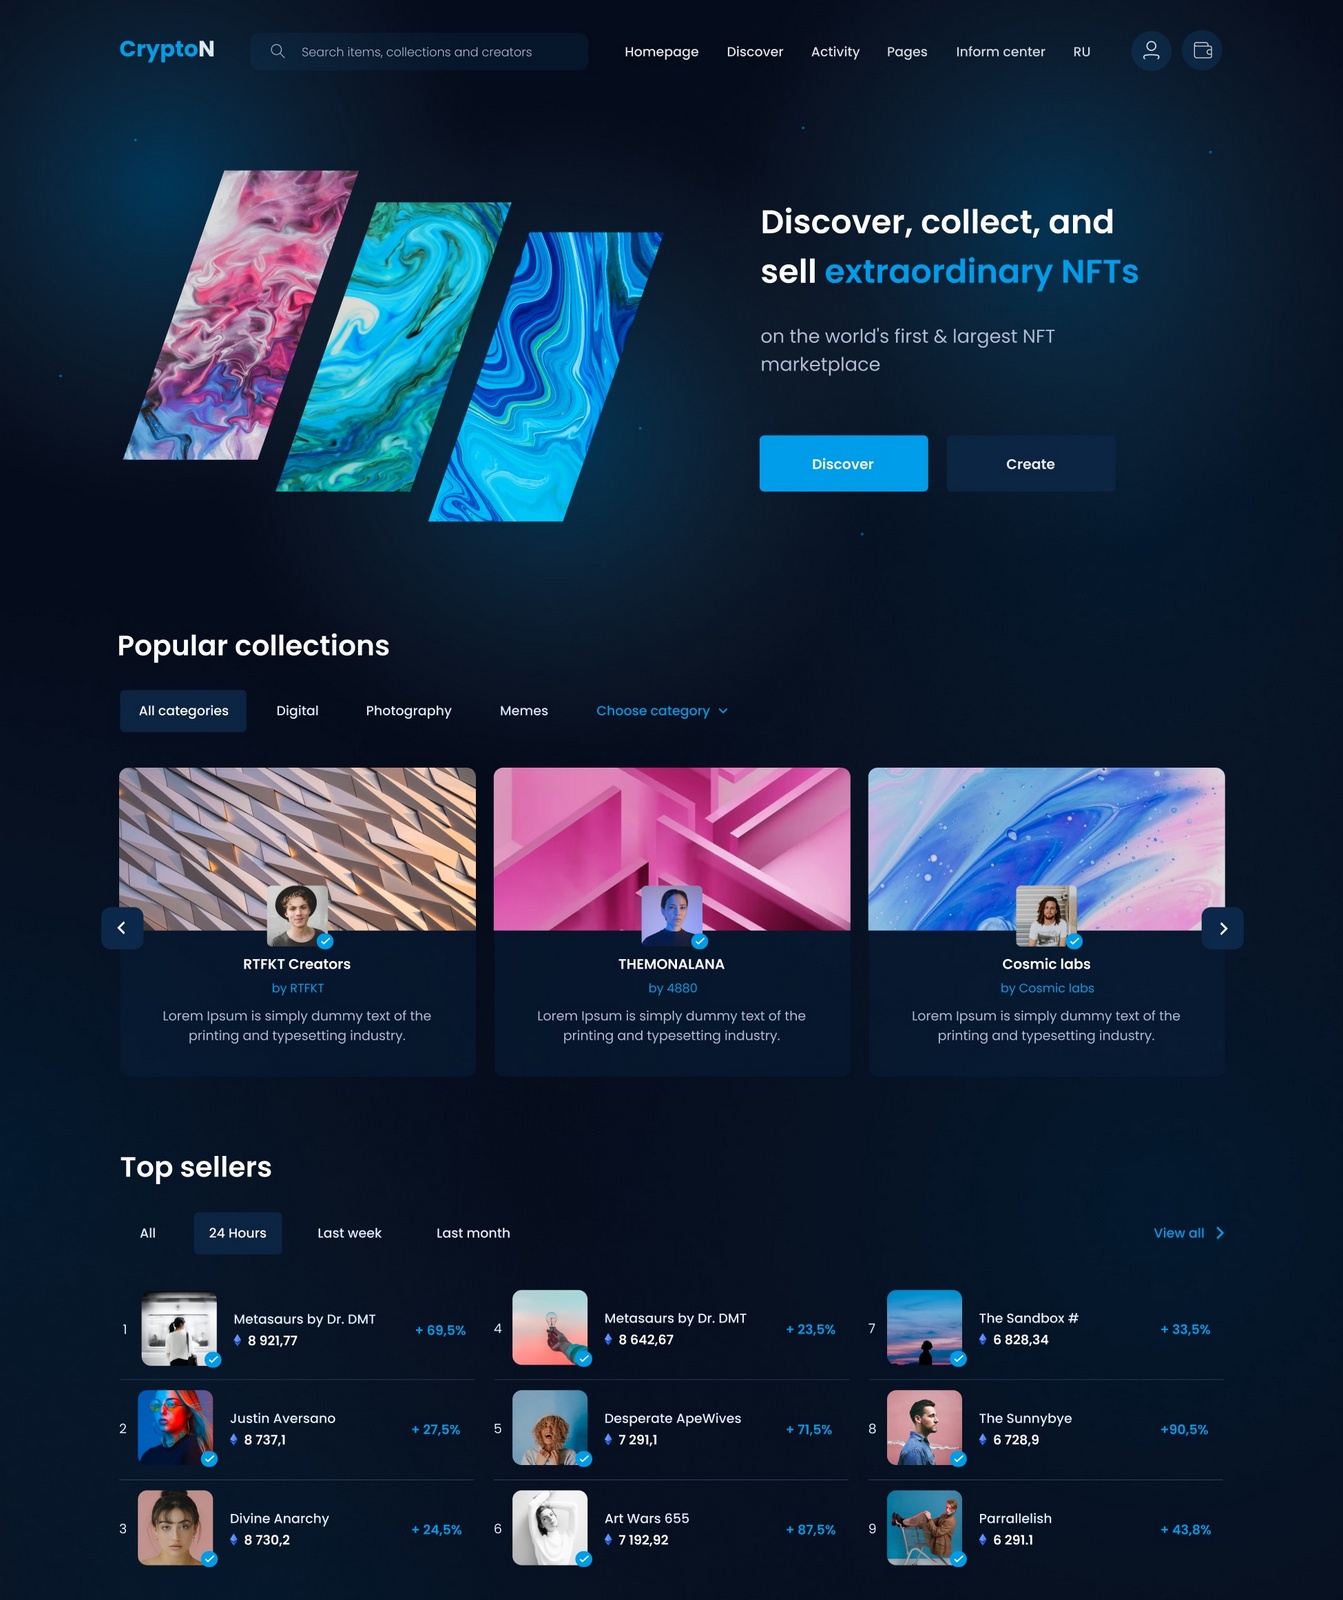 CryptoN
Search items, collections and creators
Homepage
Discover
Activity
Pages
Inform center
RU
Discover, collect, and
sell extraordinary NFTs
on the world's first & largest NFT
marketplace
Discover
Create
Popular collections
All categories
Digital
Photography
Memes
Choose category
RTFKT Creators
by RTFKT
Lorem Ipsum is simply dummy text of the
printing and typesetting industry.
THEMONALANA
by 4880
Lorem Ipsum is simply dummy text of the
printing and typesetting industry.
Cosmic labs
by Cosmic labs
Lorem Ipsum is simply dummy text of the
printing and typesetting industry.
Top sellers
All
24 Hours
Last week
Last month
View all
1
Metasaurs by Dr. DMT
8 921,77
+ 69,5%
2
Justin Aversano
8 737,1
+ 27,5%
3
Divine Anarchy
8 730,2
+ 24,5%
4
Metasaurs by Dr. DMT
8 642,67
+ 23,5%
5
Desperate ApeWives
7 291,1
+ 71,5%
6
Art Wars 655
7 192,92
+ 87,5%
7
The Sandbox #
6 828,34
+ 33,5%
8
The Sunnybye
6 728,9
+90,5%
9
Parrallelish
6 291.1
+ 43,8%